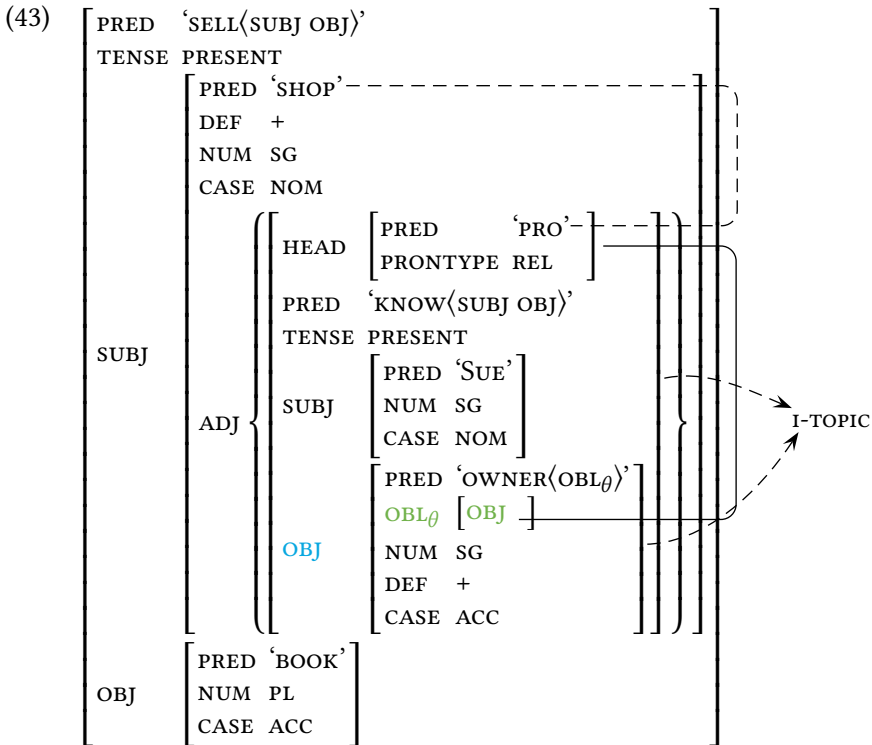 (43)
PRED ‘SELL⟨SUBJ OBJ⟩’
TENSE PRESENT
PRED ‘SHOP’
DEF +
NUM SG
CASE NOM
HEAD PRED ‘PRO’
PRONTYPE REL
PRED ‘KNOW⟨SUBJ OBJ⟩’
TENSE PRESENT
SUBJ
PRED ‘SUE’
SUBJ NUM SG
ADJ
CASE NOM
I-TOPIC
PRED ‘OWNER⟨OBLθ⟩’
OBLθ [OBJ ]
OBJ NUM SG
DEF +
CASE ACC
PRED ‘BOOK’
OBJ NUM PL
CASE ACC